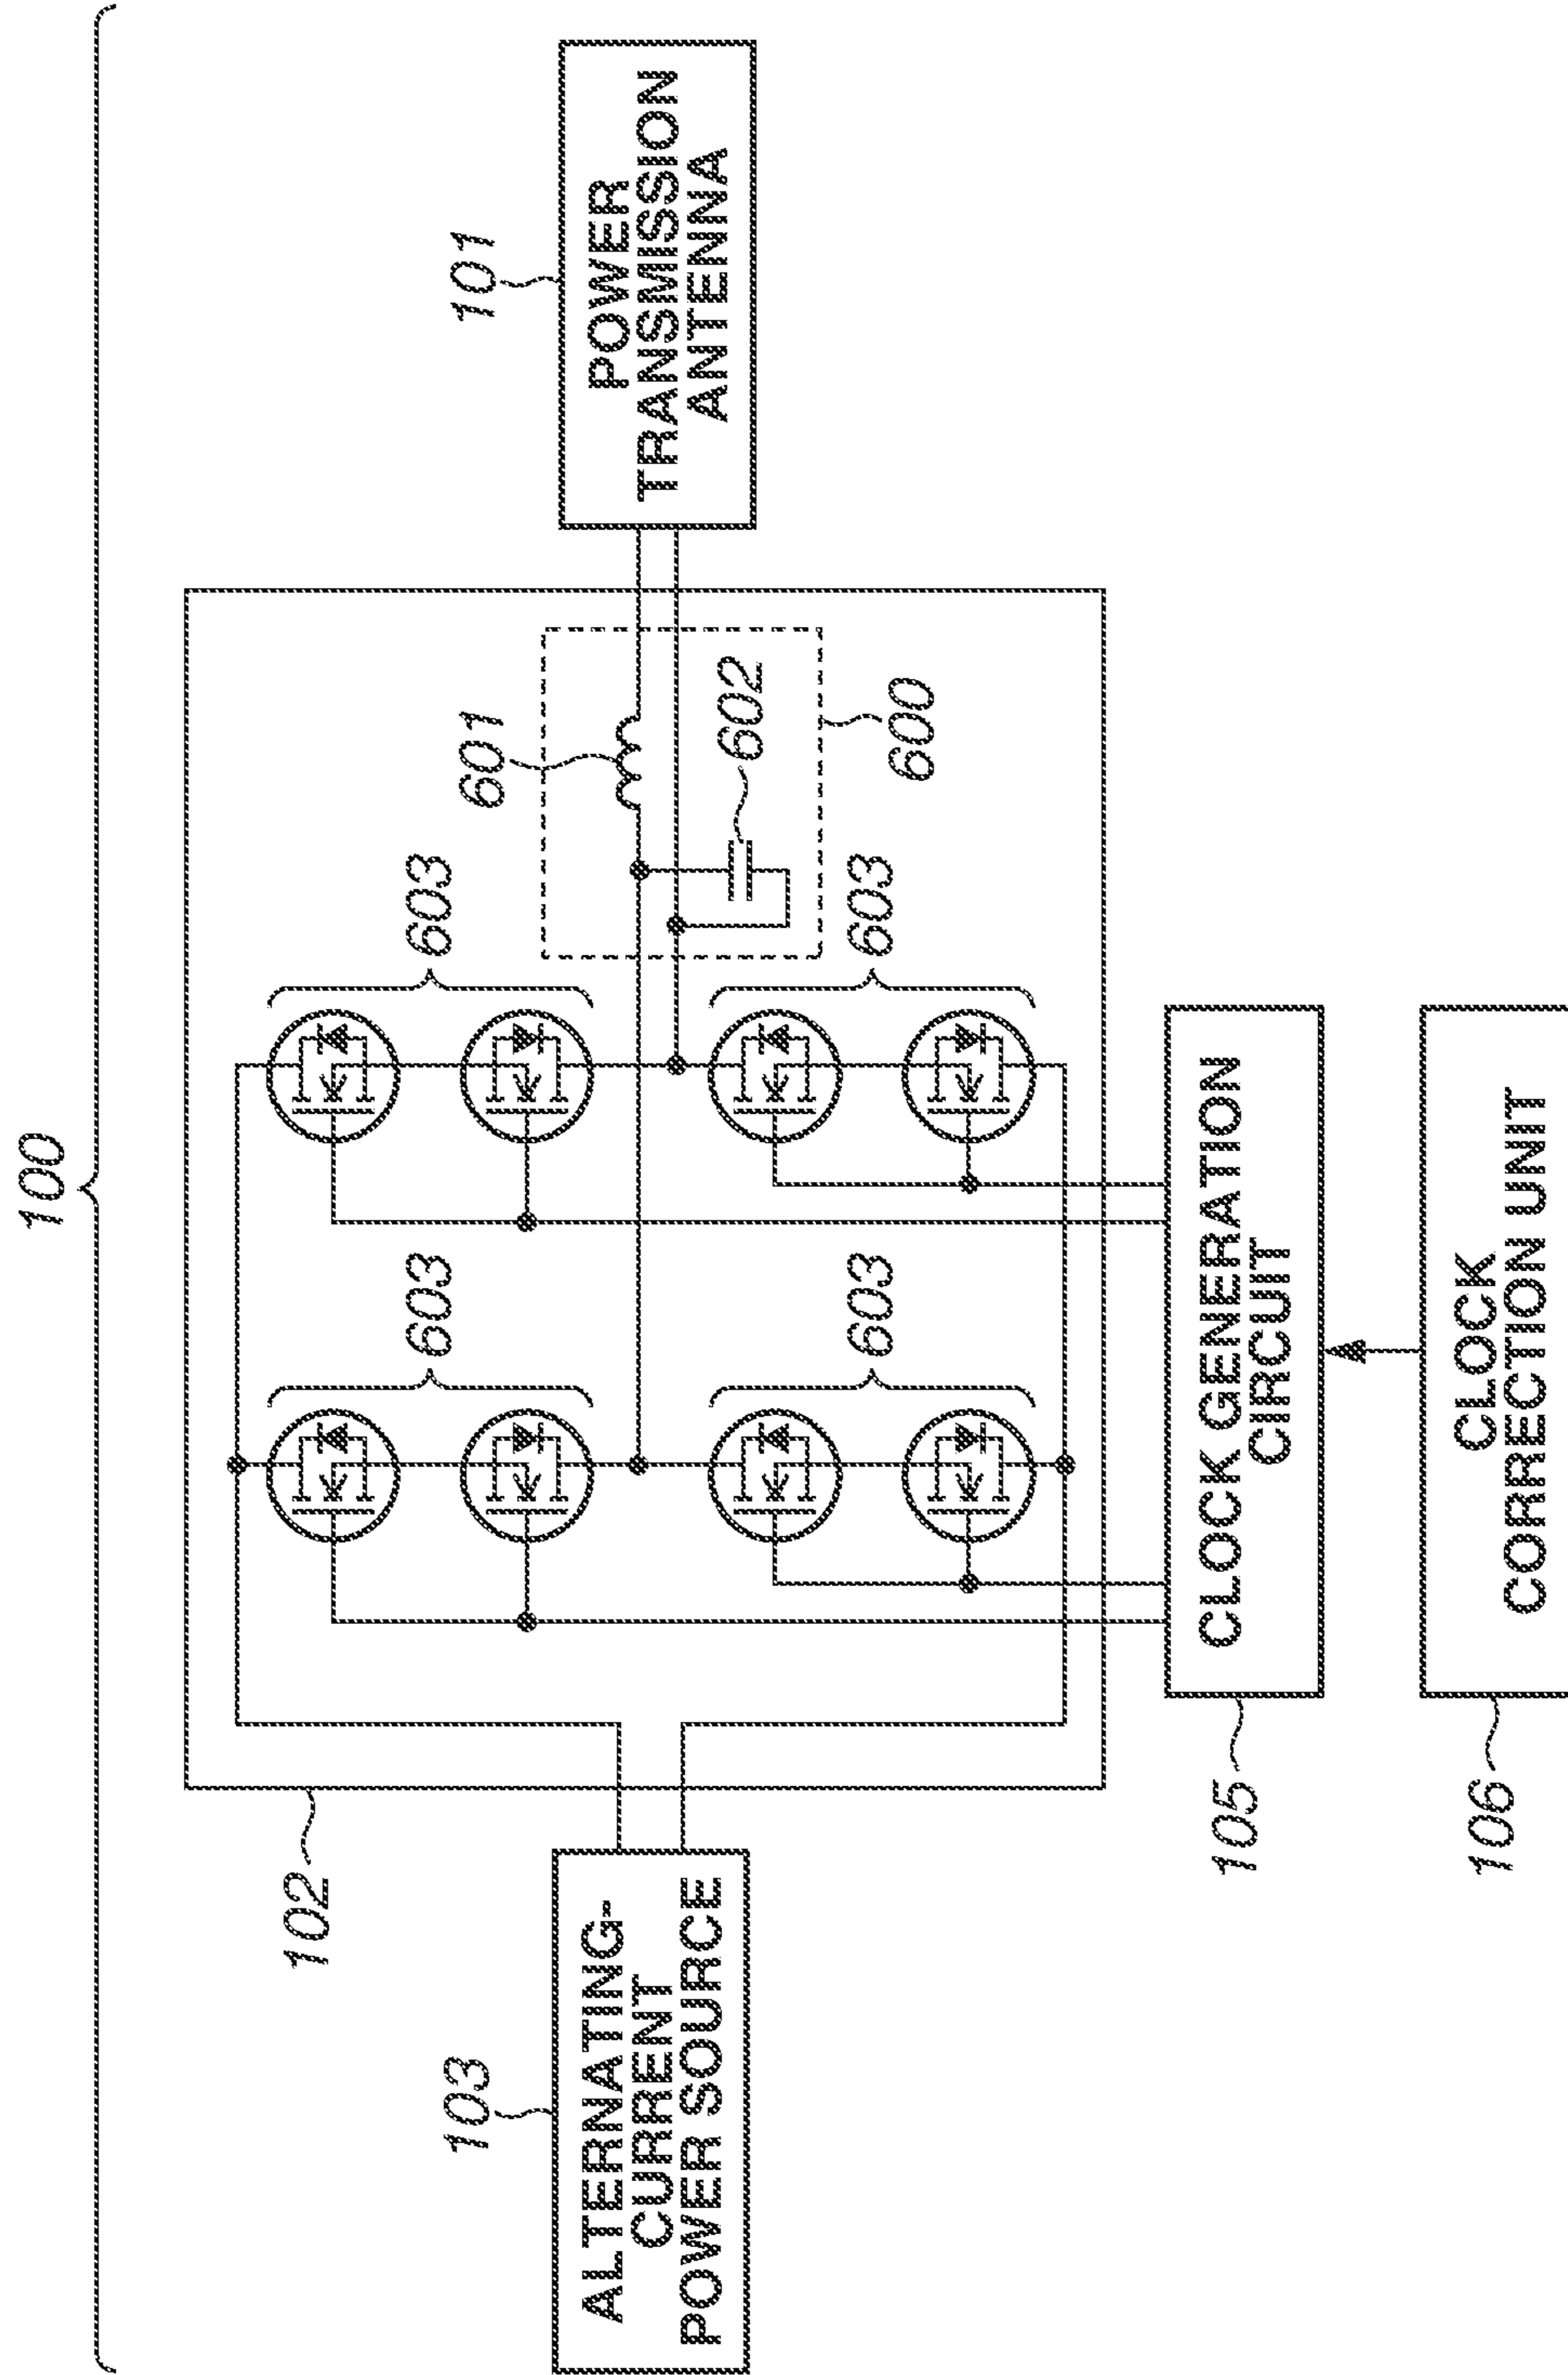 100
101
POWER
TRANSMISSION
ANTENNA
102
603
603
601
602
600
603
603
103
ALTERNATING-
CURRENT
POWER SOURCE
105
CLOCK GENERATION
CIRCUIT
106
CLOCK
CORRECTION UNIT